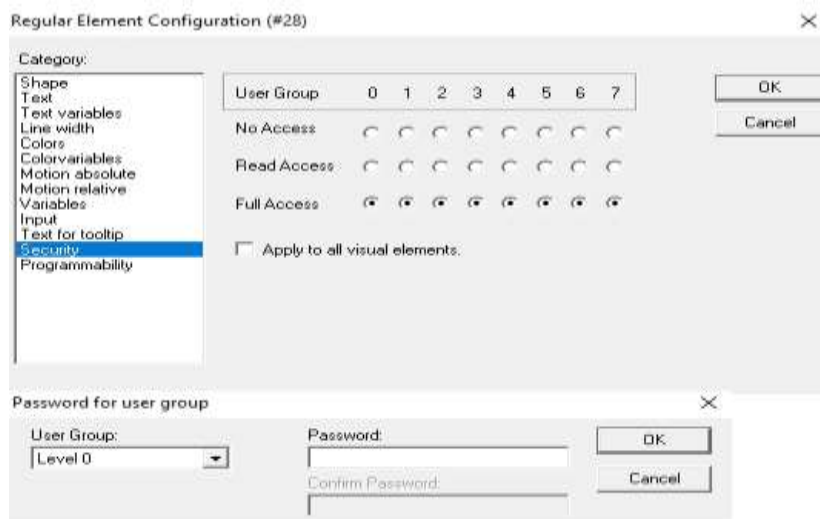 Regular Element Configuration (#28)
Category:
Shape
Text
Text variables
Line width
Colors
Colorvariables
Motion absolute
Motion relative
Variables
Input
Text for tooltip
Security
Programmability
User Group 0 1 2 3 4 5 6 7
No Access
Read Access
Full Access
Apply to all visual elements.
OK
Cancel
Password for user group
User Group:
Level 0
Password:
Confirm Password:
OK
Cancel